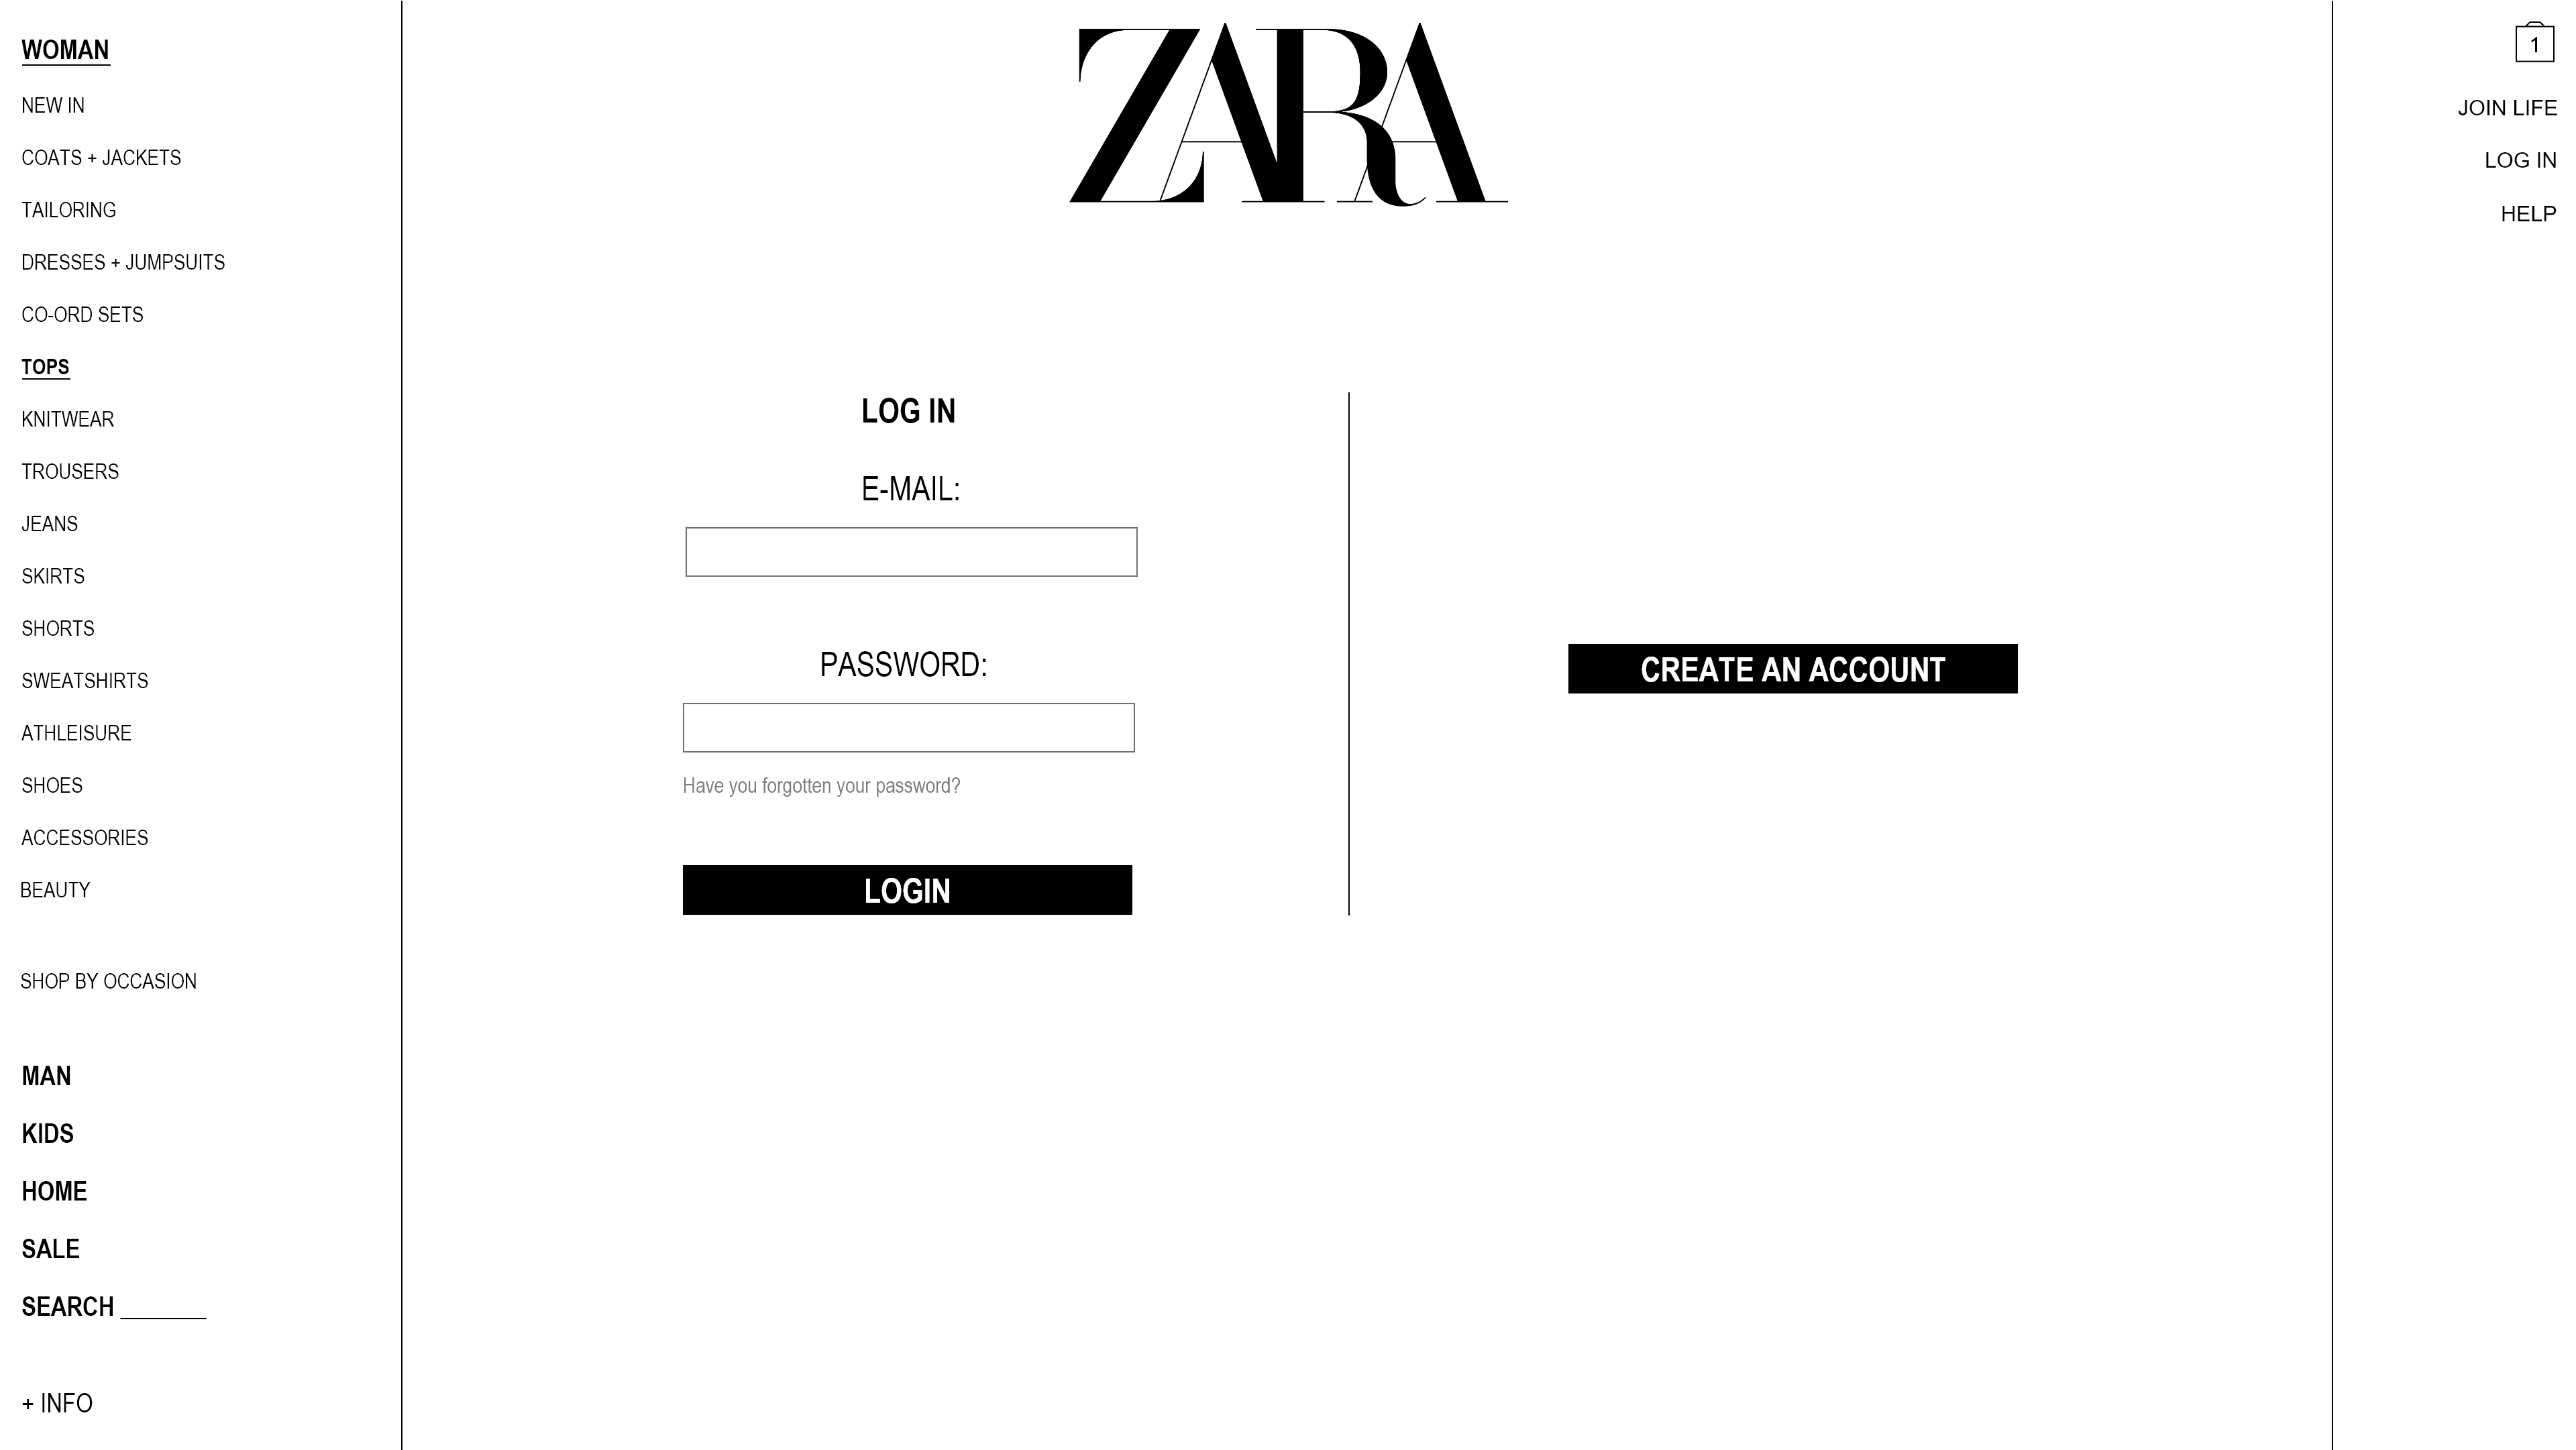 WOMAN
NEW IN
COATS + JACKETS
TAILORING
DRESSES + JUMPSUITS
CO-ORD SETS
TOPS
KNITWEAR
TROUSERS
JEANS
SKIRTS
SHORTS
SWEATSHIRTS
ATHLEISURE
SHOES
ACCESSORIES
BEAUTY
SHOP BY OCCASION
MAN
KIDS
HOME
SALE
SEARCH _______
+ INFO
ZARA
LOG IN
E-MAIL:
PASSWORD:
Have you forgotten your password?
LOGIN
CREATE AN ACCOUNT
1
JOIN LIFE
LOG IN
HELP